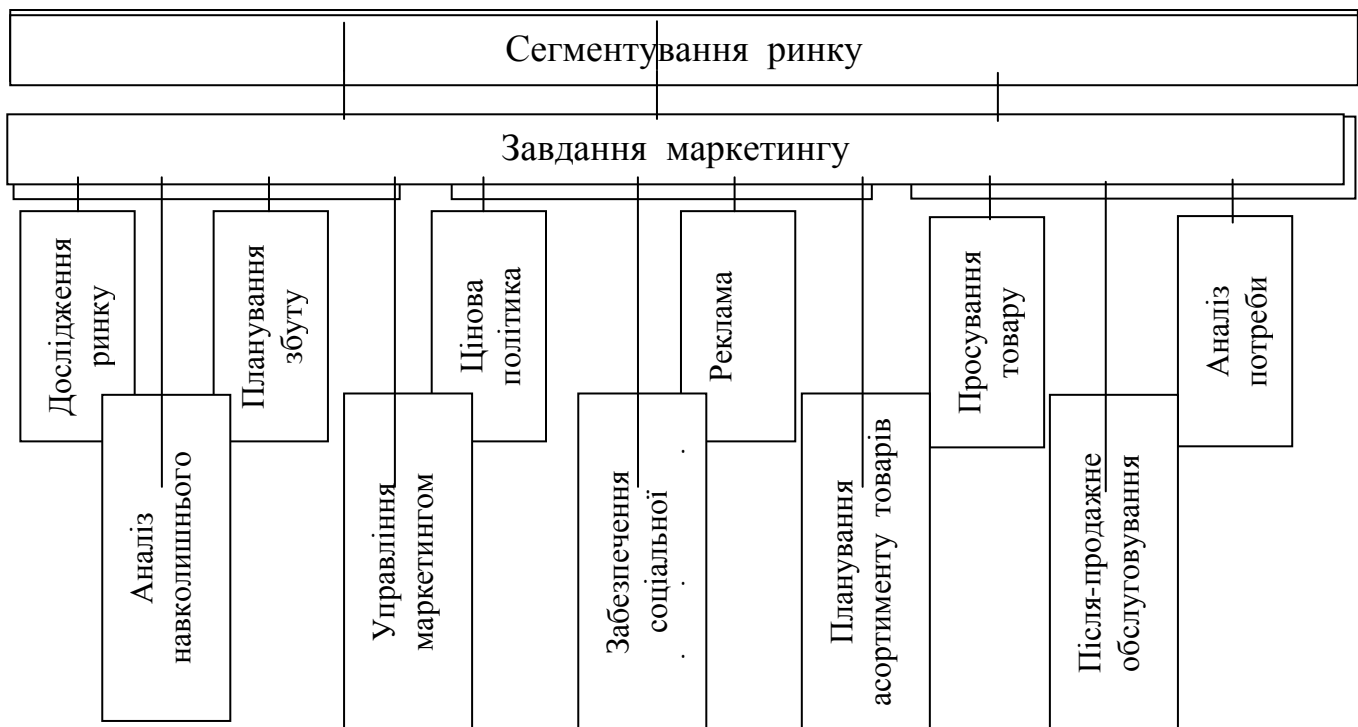 Сегментування ринку
Завдання маркетингу
Дослідження
ринку
Планування
збуту
Цінова
політика
Реклама
Просування
товару
Аналіз
потреби
Аналіз
навколишнього
Управління
маркетингом
Забезпечення
соціальної
Планування
асортименту товарів
Після-продажне
обслуговування